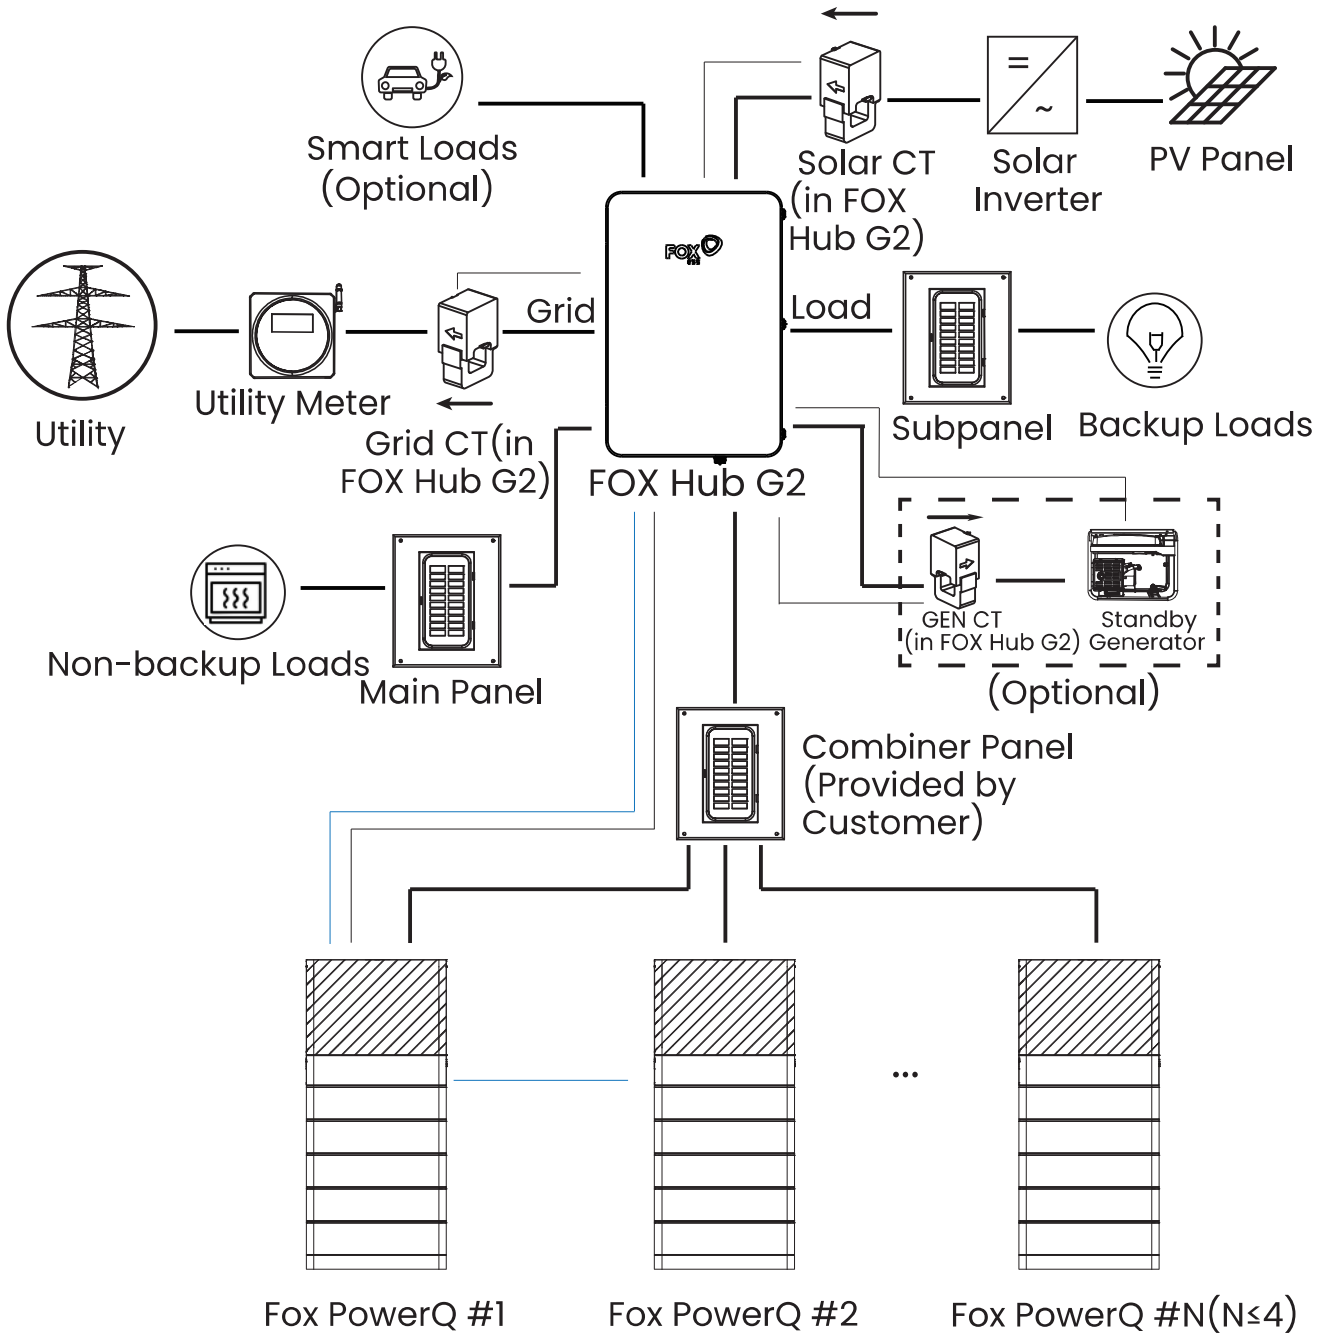 Smart Loads
(Optional)
Solar CT
(in FOX
Hub G2)
Solar
Inverter
PV Panel
FOX
Utility
Utility Meter
Grid
Grid CT(in
FOX Hub G2)
Load
Subpanel
Backup Loads
FOX Hub G2
Non-backup Loads
Main Panel
GEN CT
(in FOX Hub G2)
Standby
Generator
(Optional)
Combiner Panel
(Provided by
Customer)
...
Fox PowerQ #1
Fox PowerQ #2
Fox PowerQ #N(N≤4)